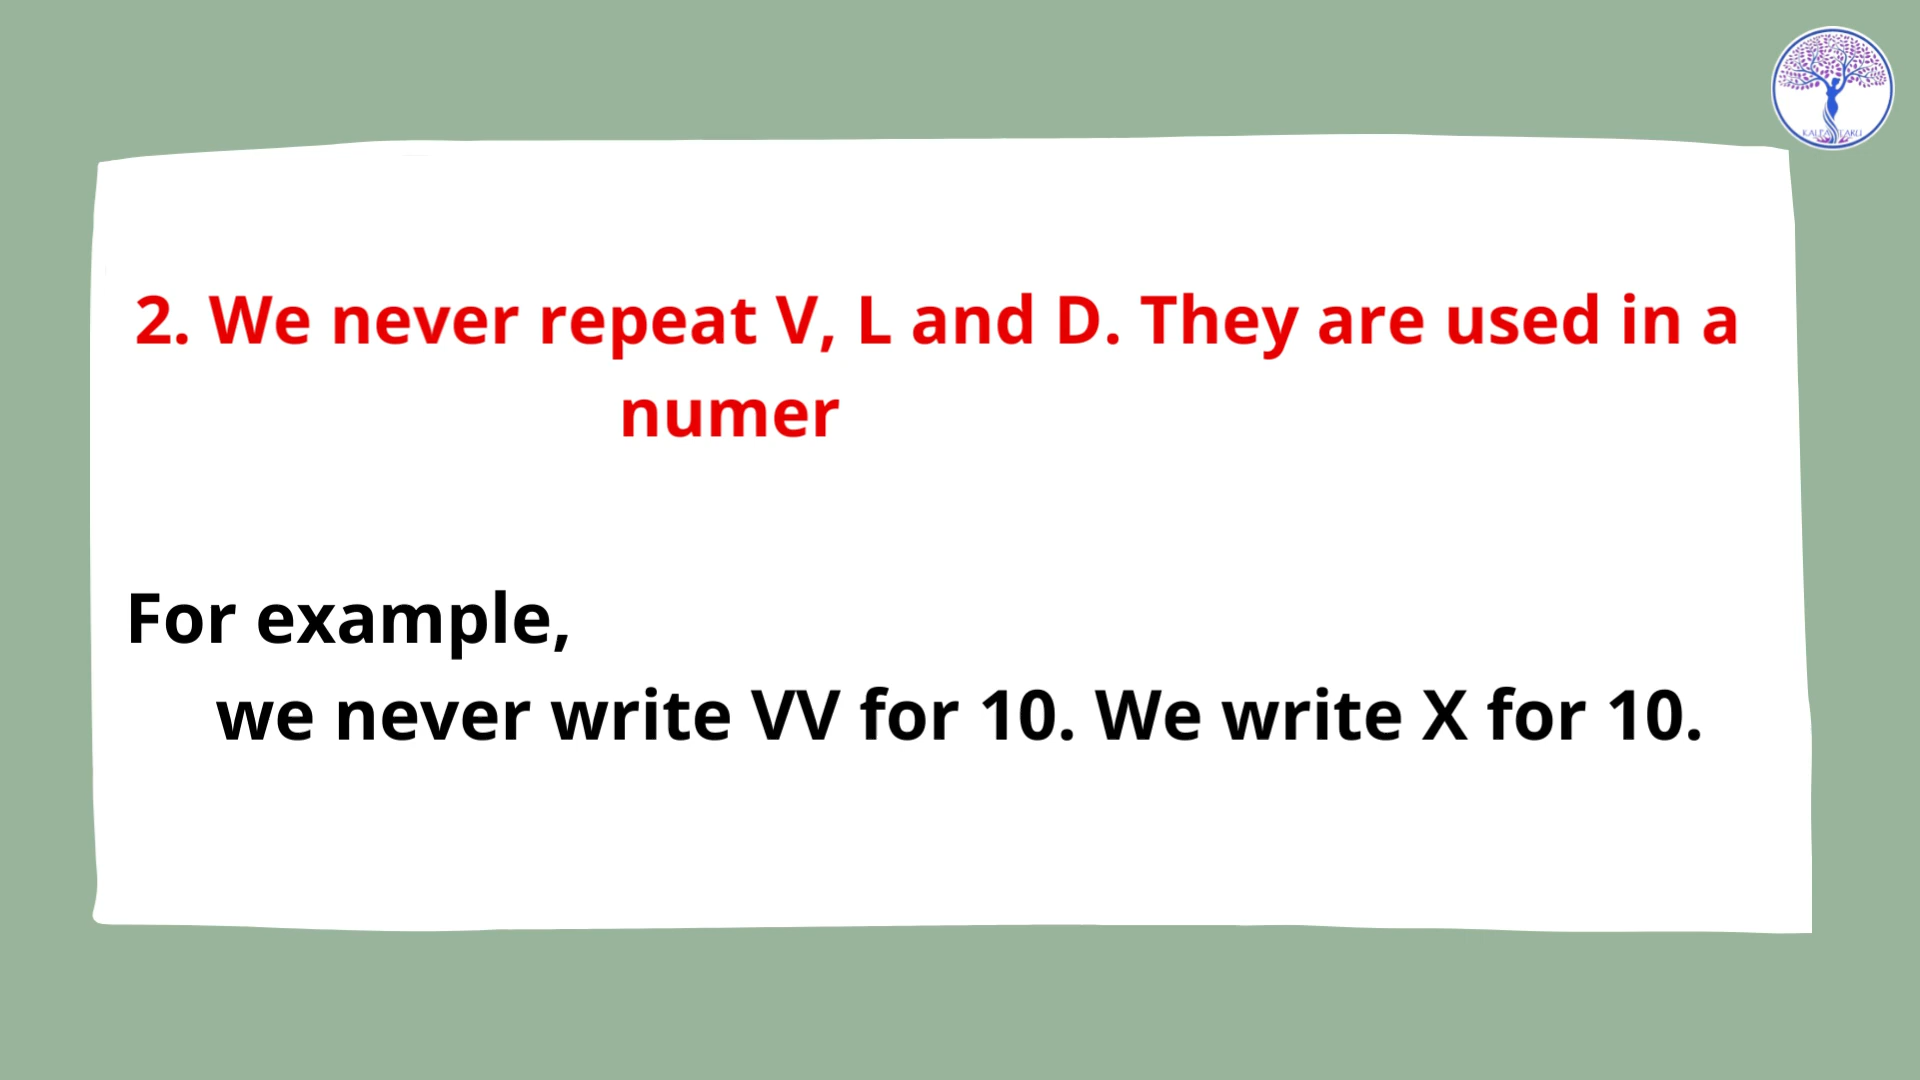 2. We never repeat V, L and D. They are used in a
numer
For example,
we never write VV for 10. We write X for 10.